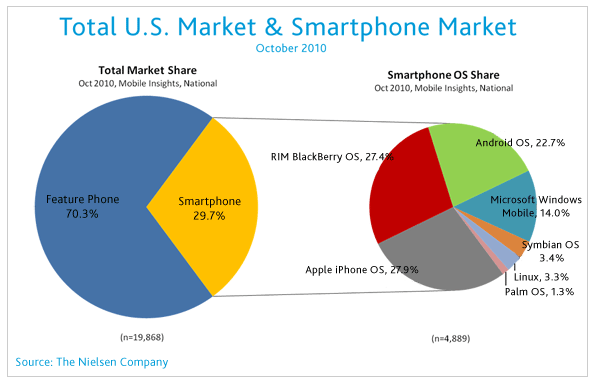 Total U.S. Market & Smartphone Market
October 2010
Total Market Share
Oct 2010, Mobile Insights, National
Feature Phone
70.3%
Smartphone
29.7%
(n=19,868)
Smartphone OS Share
Oct 2010, Mobile Insights, National
Android OS, 22.7%
RIM BlackBerry OS, 27.4%
Microsoft Windows
Mobile, 14.0%
Symbian OS
3.4%
Apple iPhone OS, 27.9%
Linux, 3.3%
Palm OS, 1.3%
(n=4,889)
Source: The Nielsen Company